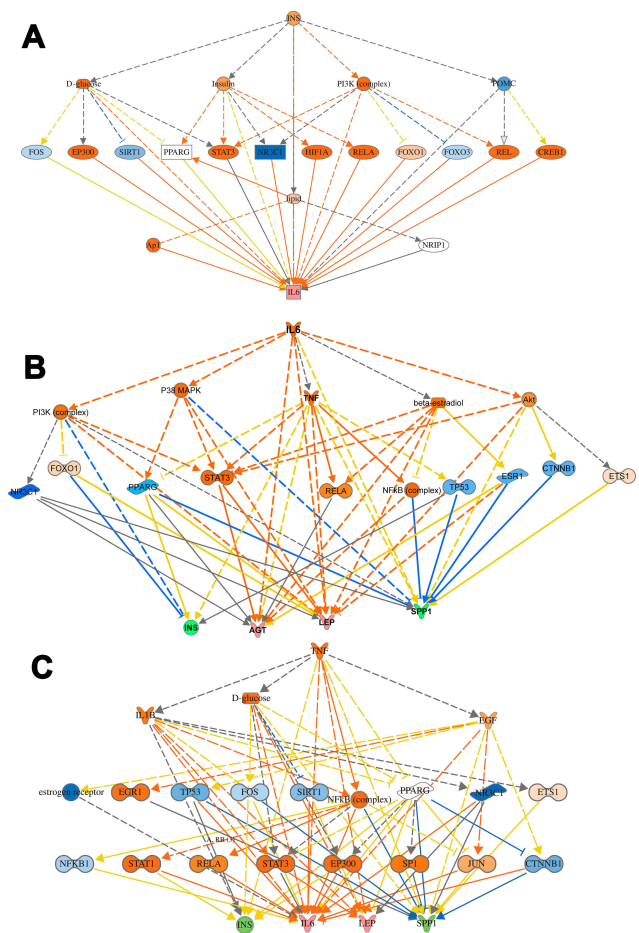 A
INS
D-glucose
Insulin
PI3K (complex)
POMC
FOS
EP300
SIRT1
PPARG
STAT3
NR3C1
HIF1A
RELA
FOXO1
FOXO3
REL
CREB1
lipid
Ap1
NRIP1
IL6
B
IL6
P38 MAPK
PI3K (complex)
TNF
beta-estradiol
Akt
FOXO1
NR3C1
PPARG
STAT3
RELA
NFkB (complex)
TP53
ESR1
CTNNB1
ETS1
INS
AGT
LEP
SPP1
C
TNF
IL1B
D-glucose
EGF
estrogen receptor
EGR1
TP53
FOS
SIRT1
NFkB (complex)
PPARG
NR3C1
ETS1
NFKB1
STAT1
RELA
STAT3
EP300
SP1
JUN
CTNNB1
INS
IL6
LEP
SPP1